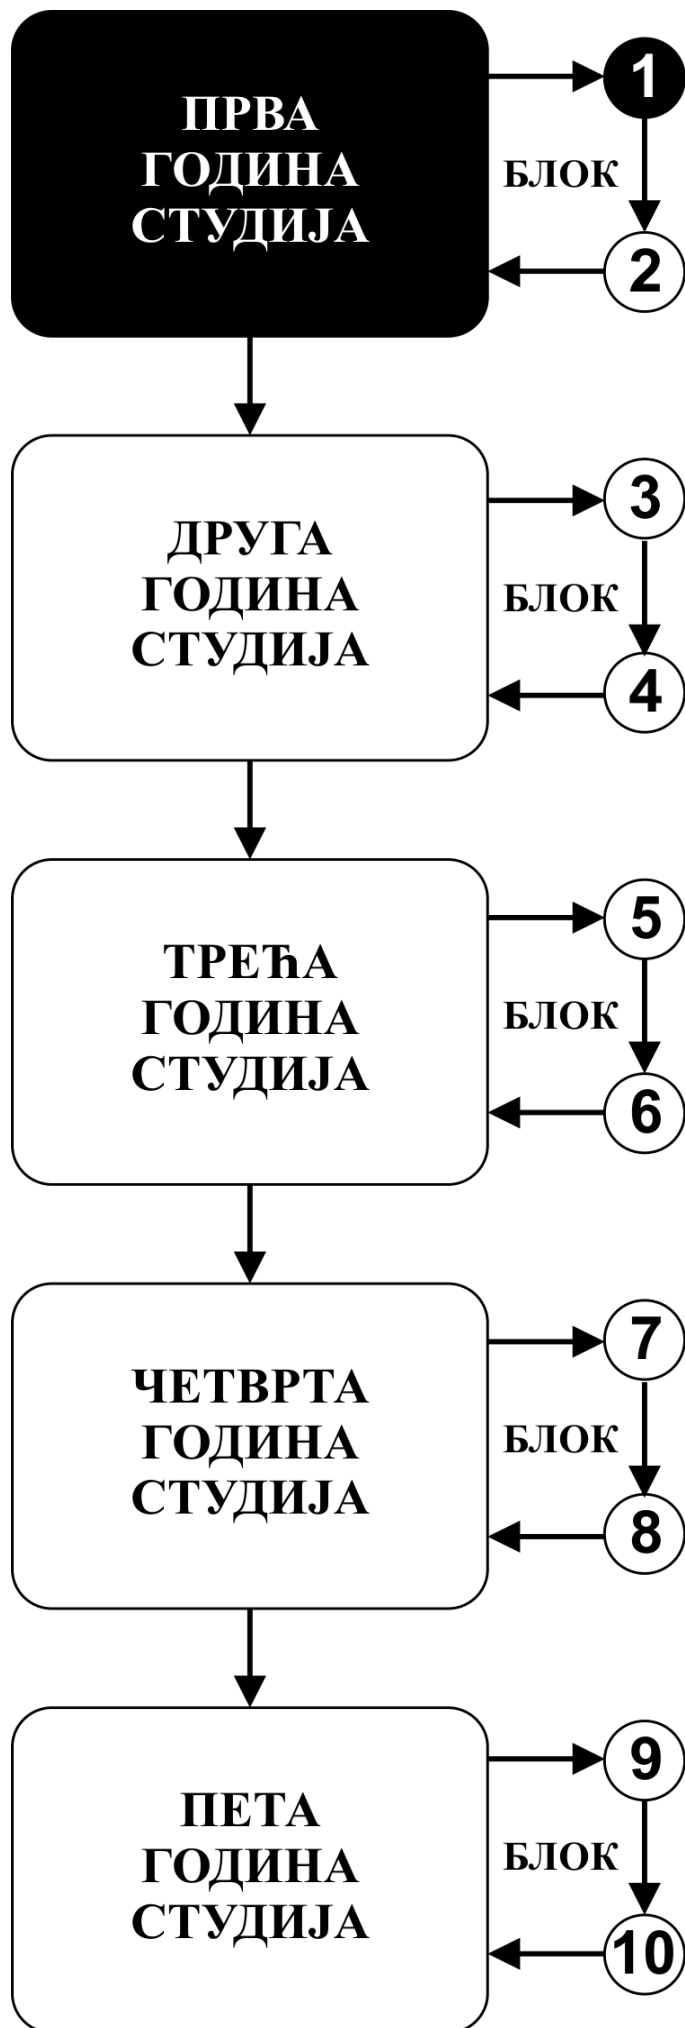 ПРВА
ГОДИНА
СТУДИЈА
1
БЛОК
2
ДРУГА
ГОДИНА
СТУДИЈА
3
БЛОК
4
ТРЕЋА
ГОДИНА
СТУДИЈА
5
БЛОК
6
ЧЕТВРТА
ГОДИНА
СТУДИЈА
7
БЛОК
8
ПЕТА
ГОДИНА
СТУДИЈА
9
БЛОК
10